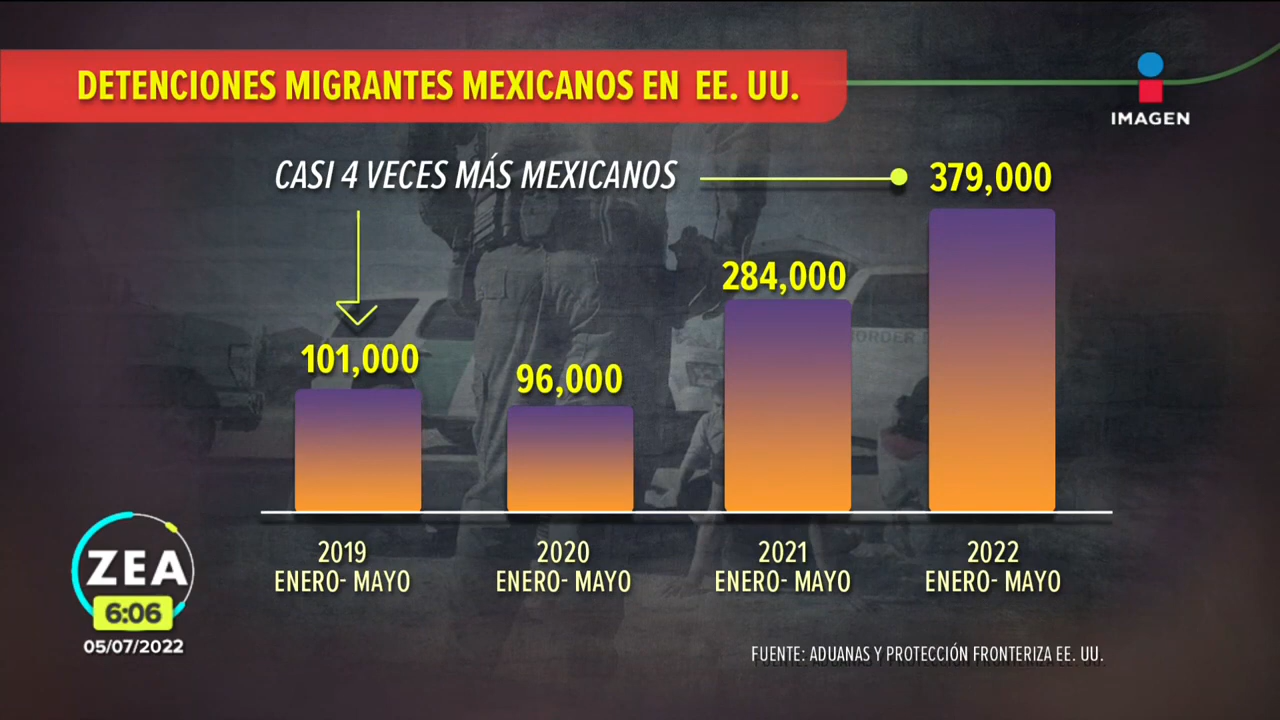 DETENCIONES MIGRANTES MEXICANOS EN EE. UU.
IMAGEN
CASI 4 VECES MÁS MEXICANOS
379,000
284,000
101,000
96,000
BORDER
2019
ENERO- MAYO
2020
ENERO- MAYO
2021
ENERO- MAYO
2022
ENERO- MAYO
ZEA
6:06
05/07/2022
FUENTE: ADUANAS Y PROTECCIÓN FRONTERIZA EE. UU.